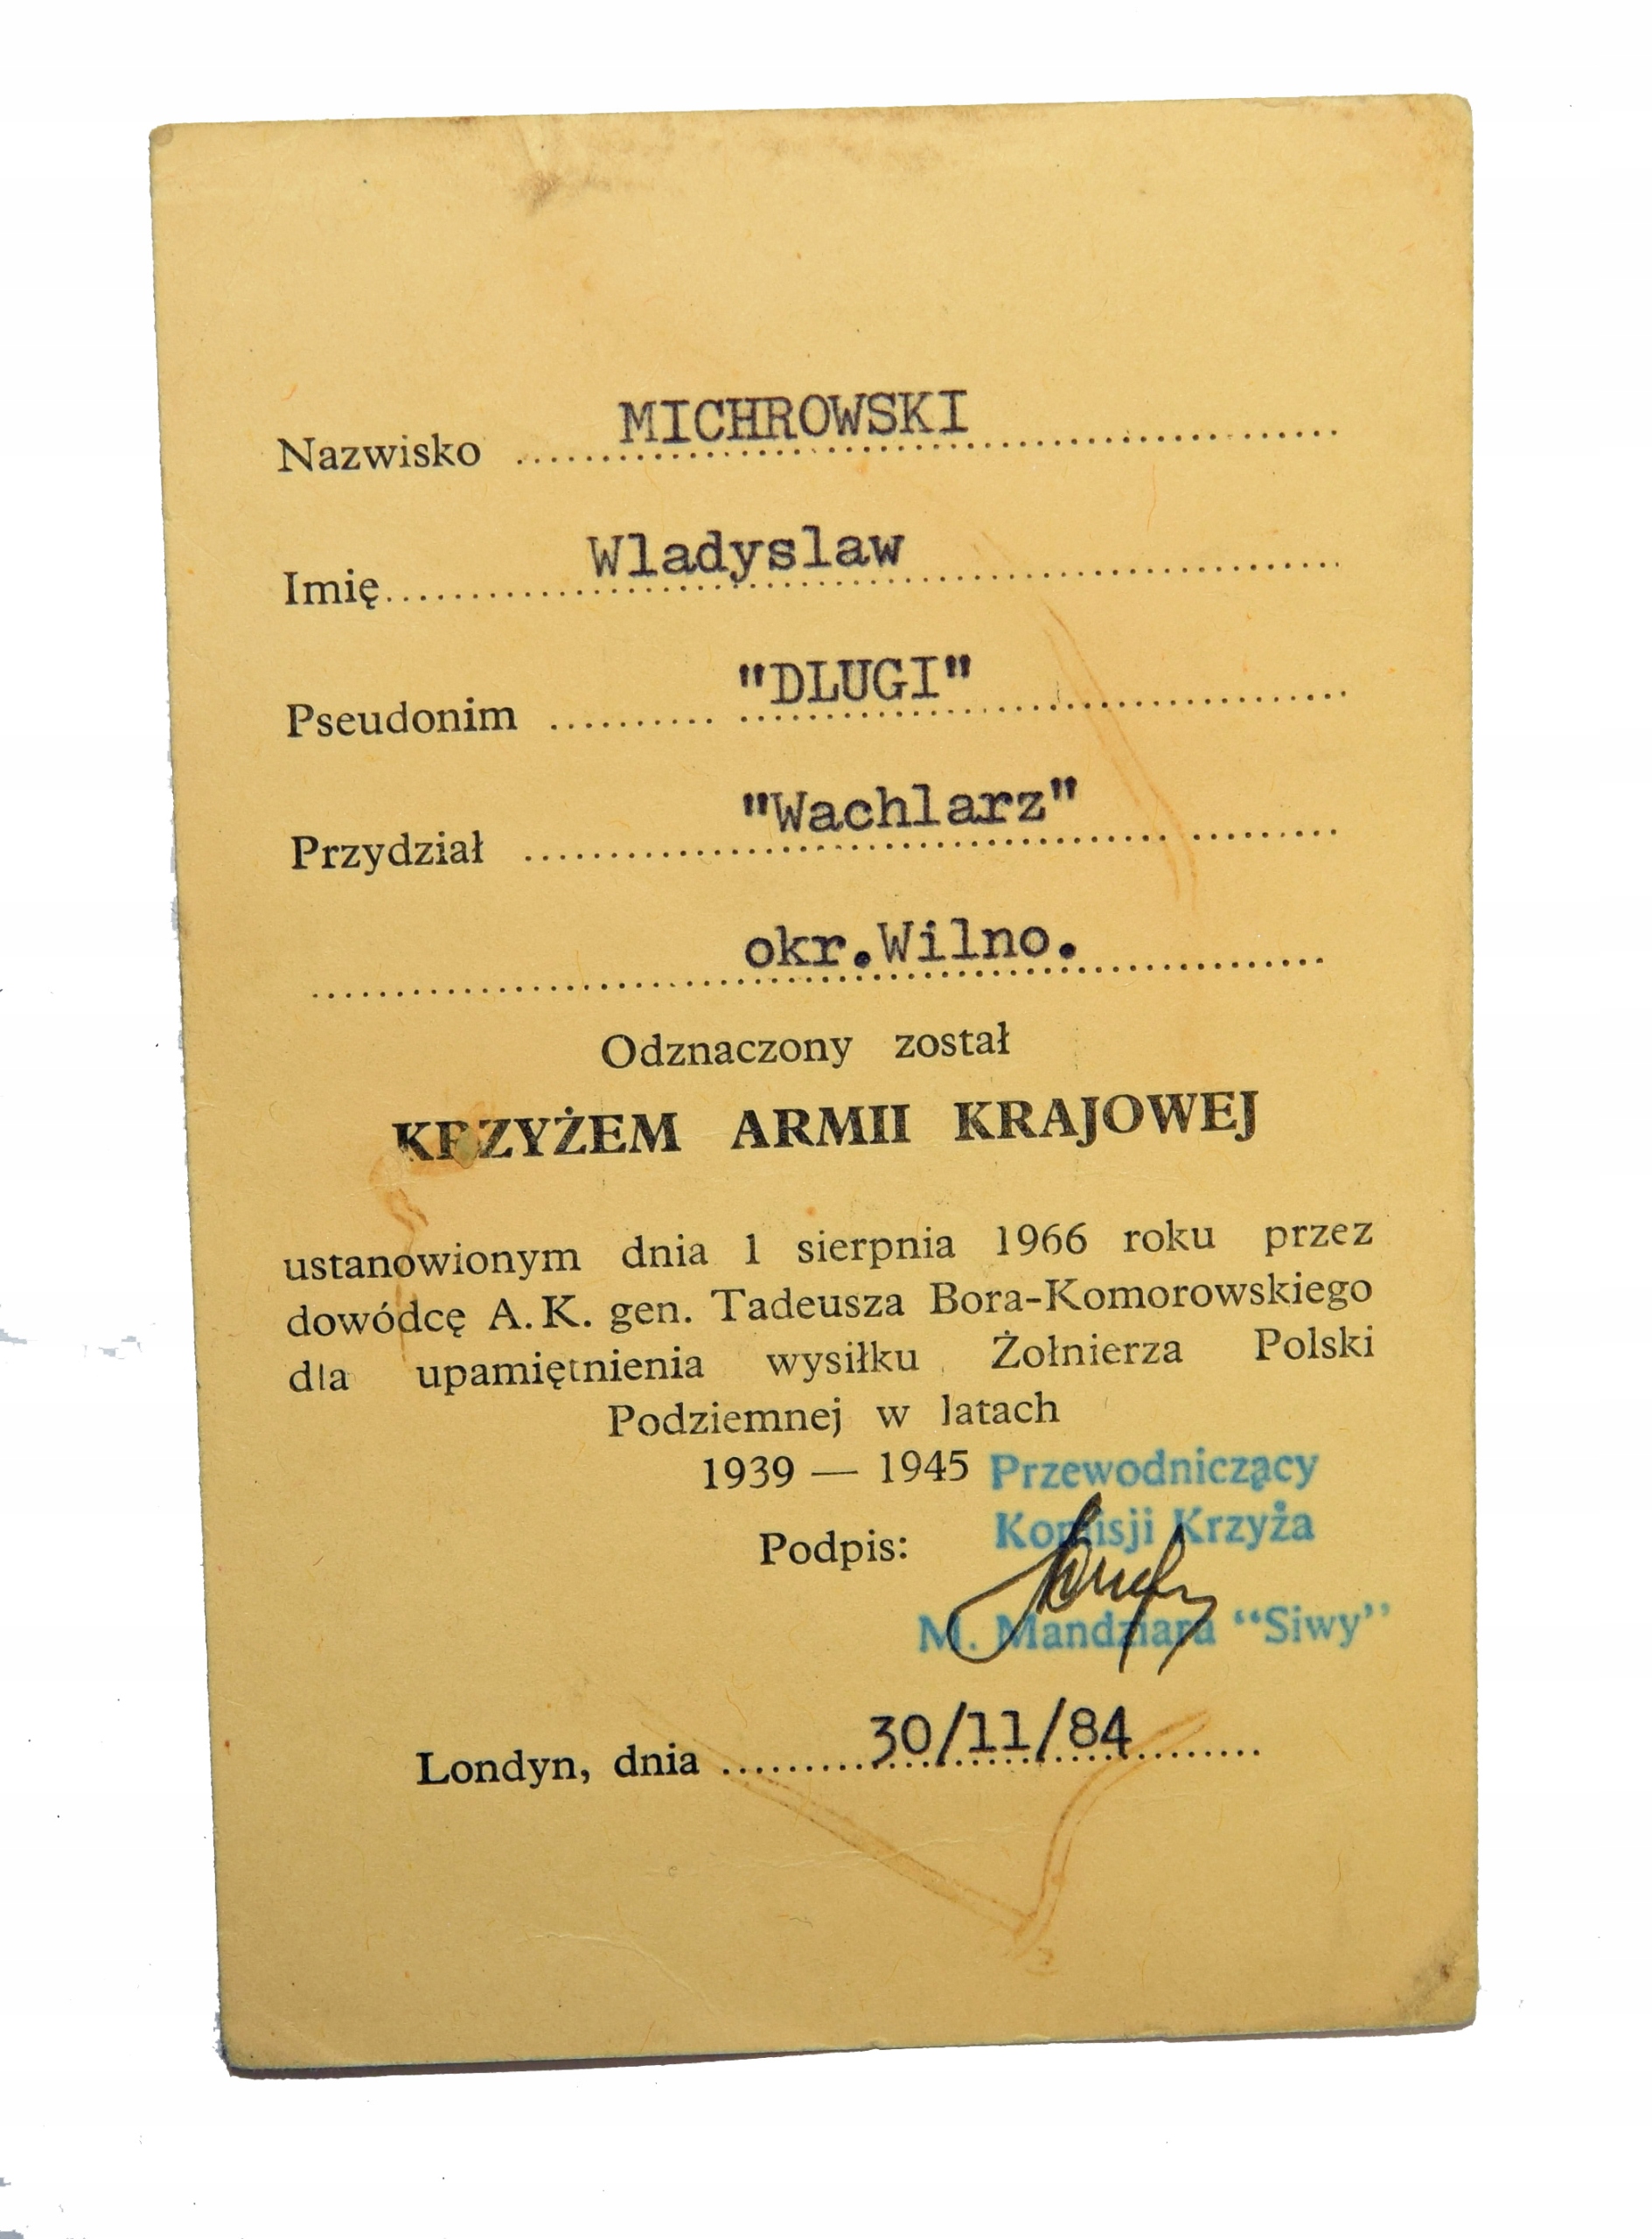 Nazwisko MICHROWSKI
Imię Wladyslaw
Pseudonim "DLUGI"
Przydział "Wachlarz"
okr.Wilno.
Odznaczony został
KRZYŻEM ARMII KRAJOWEJ
ustanowionym dnia 1 sierpnia 1966 roku przez
dowódcę A.K. gen. Tadeusza Bora-Komorowskiego
dla upamiętnienia wysiłku Żołnierza Polski
Podziemnej w latach
1939 — 1945 Przewodniczący
Podpis: Komisji Krzyża
M. Mandziara “Siwy”
Londyn, dnia 30/11/84